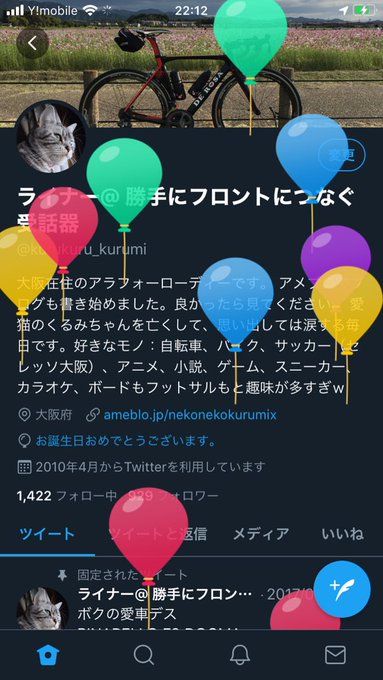 Y!mobile 22:12
DE ROSA
変更
ライナー@ 勝手にフロントにつなぐ
受話器
kurumi
大阪在住のアラフォーローディーです。 アメ
ログも書き始めました。良かったら見てください。 愛
猫のくるみちゃんを亡くして、思い出しては涙する毎
日です。好きなモノ：自転車、バイク、サッカー（セ
レッソ大阪）、アニメ、小説、ゲーム、スニーカー、
カラオケ、ボードもフットサルもと趣味が多すぎｗ
大阪府 ameblo.jp/nekonekokurumix
お誕生日おめでとうございます。
2010年4月からTwitterを利用しています
1,422 フォロー中 929 フォロワー
ツイート ツイートと返信 メディア いいね
固定されたツイート
ライナー@ 勝手にフロン… · 2017/0
ボクの愛車デス